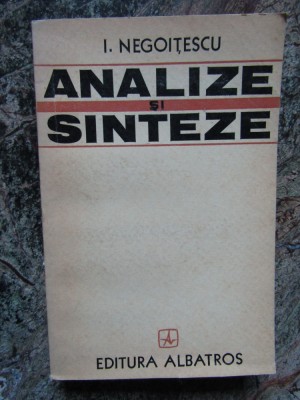 I. NEGOIȚESCU
ANALIZE
ȘI
SINTEZE
EDITURA ALBATROS